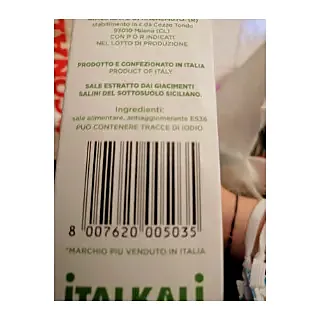 stabilimento in c.da Cozzo Tondo
93010 Milena (CL)
CON P O R INDICATI
NEL LOTTO DI PRODUZIONE.
PRODOTTO E CONFEZIONATO IN ITALIA
PRODUCT OF ITALY
SALE ESTRATTO DAI GIACIMENTI
SALINI DEL SOTTOSUOLO SICILIANO.
Ingredienti:
sale alimentare, antiagglomerante E536
PUÒ CONTENERE TRACCE DI IODIO
8 007620 005035
*MARCHIO PIÙ VENDUTO IN ITALIA
ITALKALI